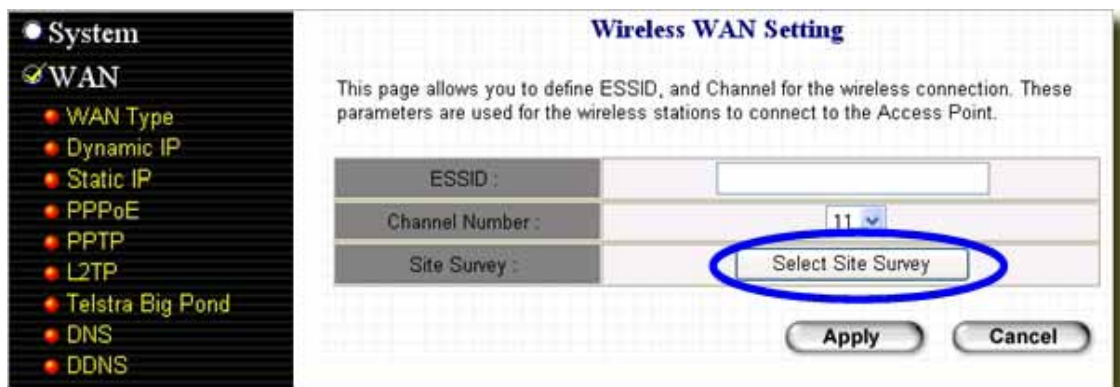 System
WAN
WAN Type
Dynamic IP
Static IP
PPPoE
PPTP
L2TP
Telstra Big Pond
DNS
DDNS
Wireless WAN Setting
This page allows you to define ESSID, and Channel for the wireless connection. These
parameters are used for the wireless stations to connect to the Access Point.
ESSID :
Channel Number : 11
Site Survey : Select Site Survey
Apply Cancel